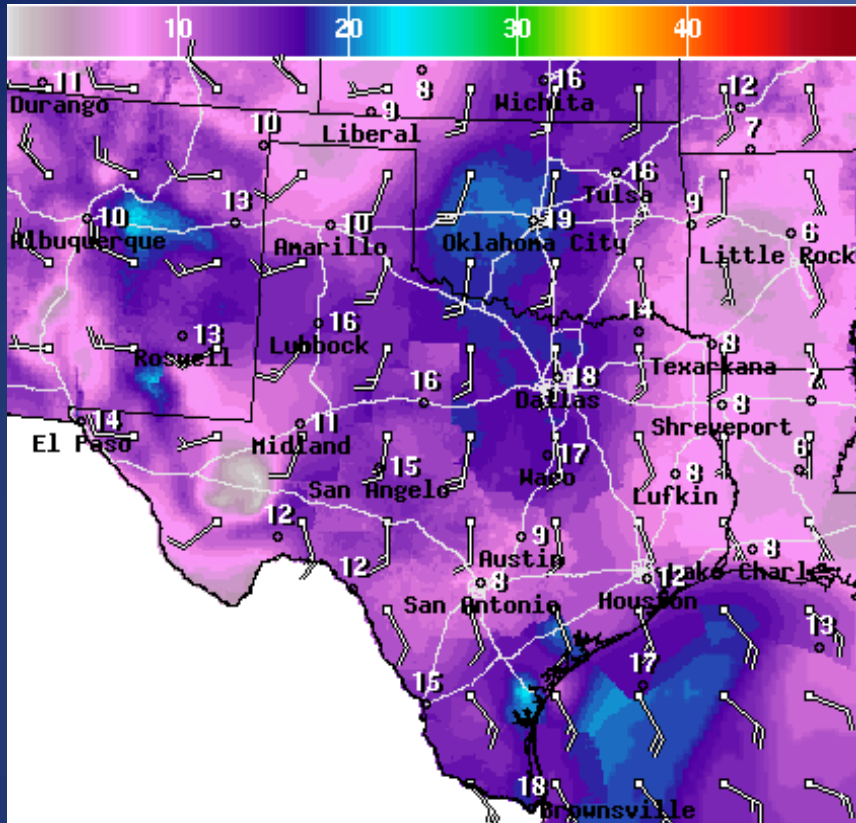 10 20 30 40
11 8 16 12
Durango Wichita
9
Liberal
10 7
16
Tulsa
10 13 10 19 9 6
Albuquerque Amarillo Oklahoma City Little Rock
13 16 14 8
Roswell Lubbock Texarkana
18
Dallas
16 8 7
14 11 Shreveport
El Paso Midland
15 17 8 6
San Angelo Waco Lufkin
12 9 8
Austin
12 8 12 Lake Charles
San Antonio Houston
13
15 17
18
Brownsville